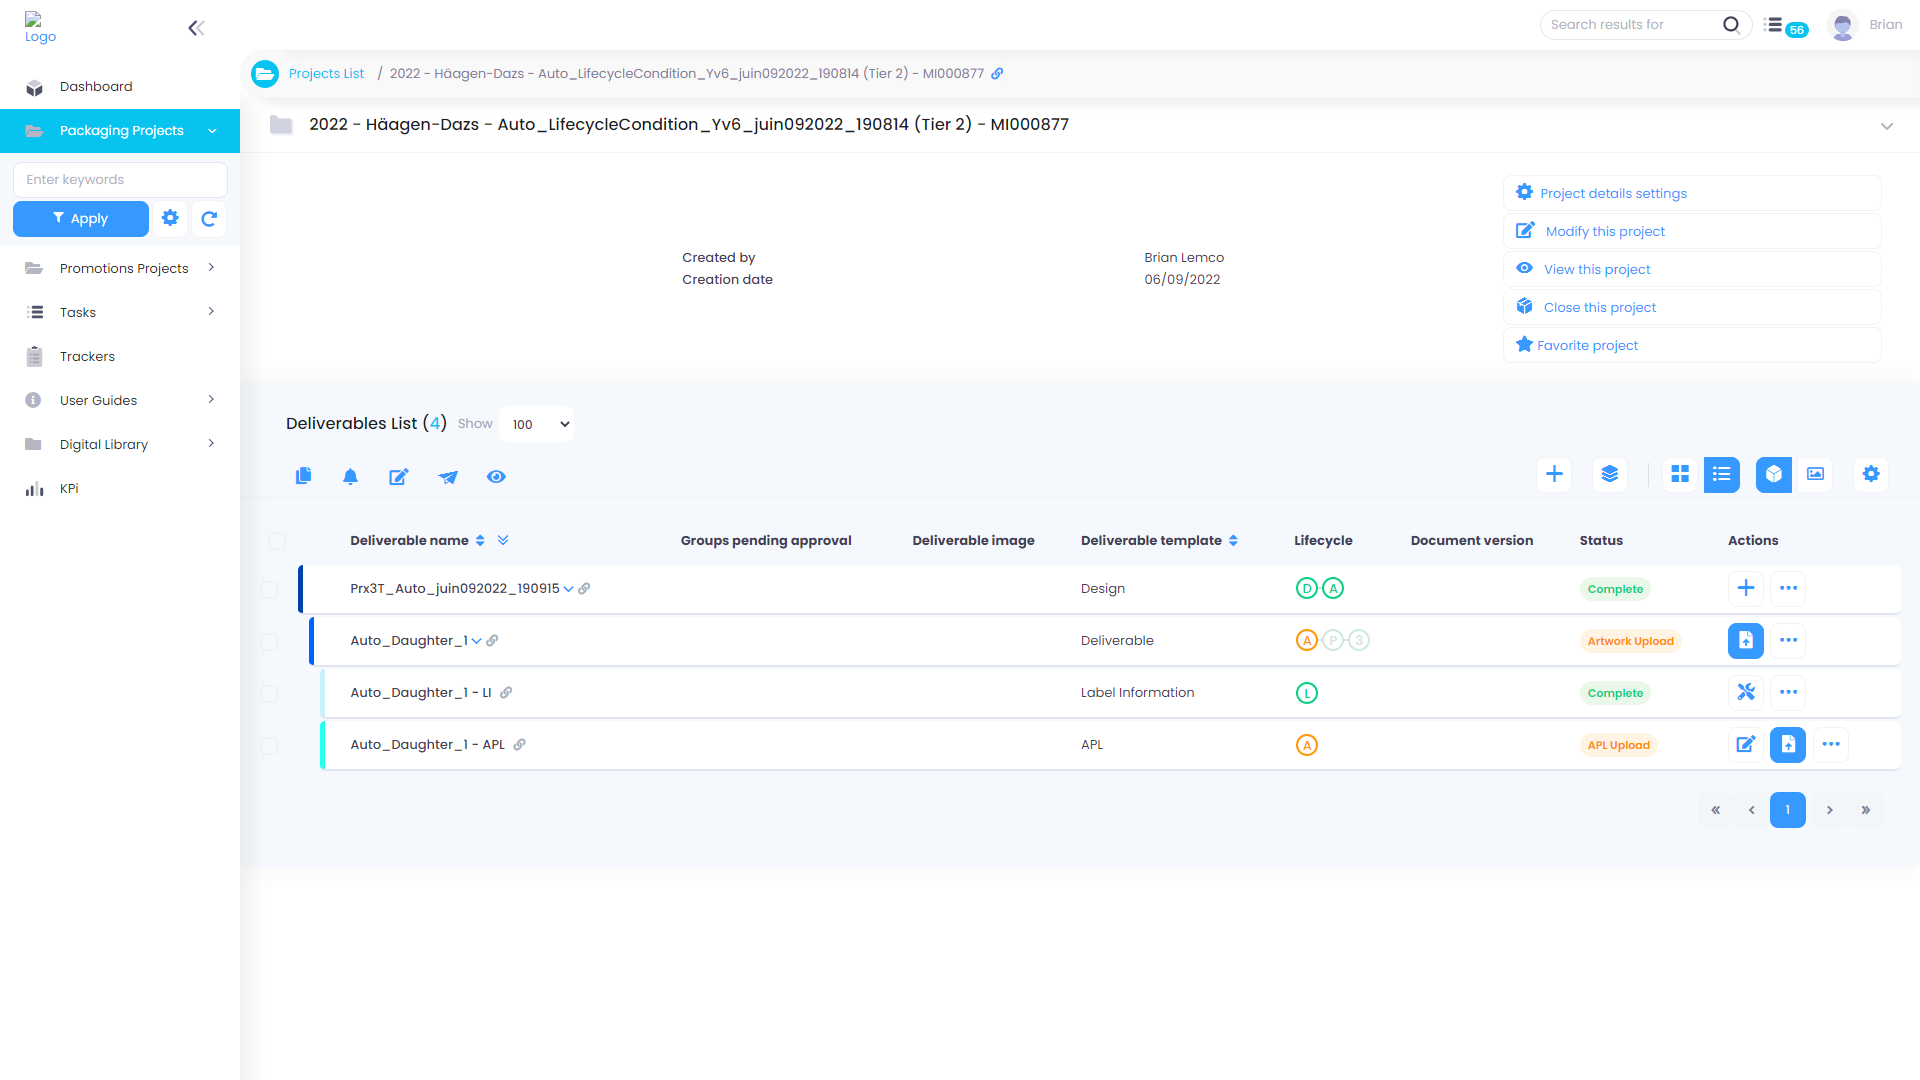 Logo
Search results for
56
Brian
Dashboard
Packaging Projects
Enter keywords
Apply
Promotions Projects
Tasks
Trackers
User Guides
Digital Library
KPi
Projects List / 2022 - Häagen-Dazs - Auto_LifecycleCondition_Yv6_juin092022_190814 (Tier 2) - MI000877
2022 - Häagen-Dazs - Auto_LifecycleCondition_Yv6_juin092022_190814 (Tier 2) - MI000877
Created by Brian Lemco
Creation date 06/09/2022
Project details settings
Modify this project
View this project
Close this project
Favorite project
Deliverables List (4) Show 100
Deliverable name Groups pending approval Deliverable image Deliverable template Lifecycle Document version Status Actions
Prx3T_Auto_juin092022_190915 Design D A Complete
Auto_Daughter_1 Deliverable A P 3 Artwork Upload
Auto_Daughter_1 - LI Label Information L Complete
Auto_Daughter_1 - APL APL A APL Upload
« ‹ 1 › »